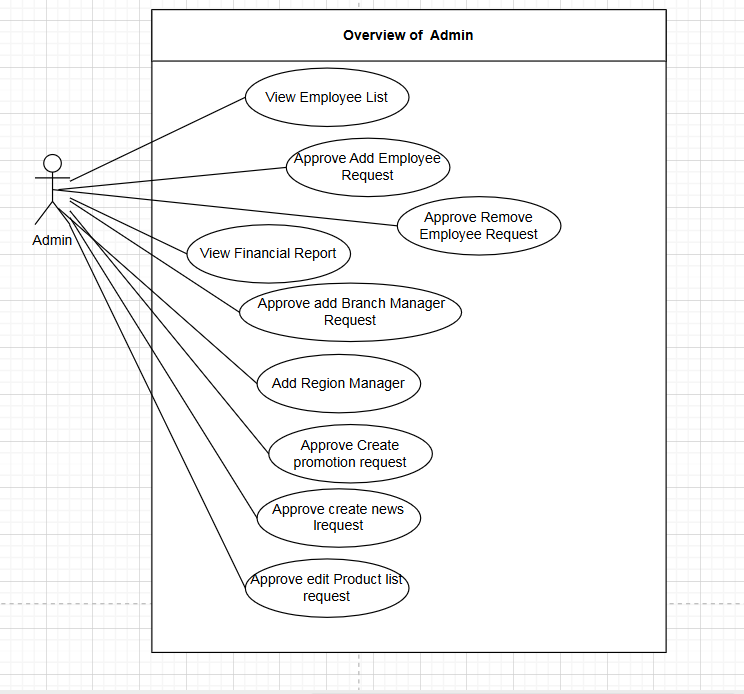 Overview of Admin
View Employee List
Approve Add Employee
Request
Approve Remove
Employee Request
Admin
View Financial Report
Approve add Branch Manager
Request
Add Region Manager
Approve Create
promotion request
Approve create news
lrequest
Approve edit Product list
request